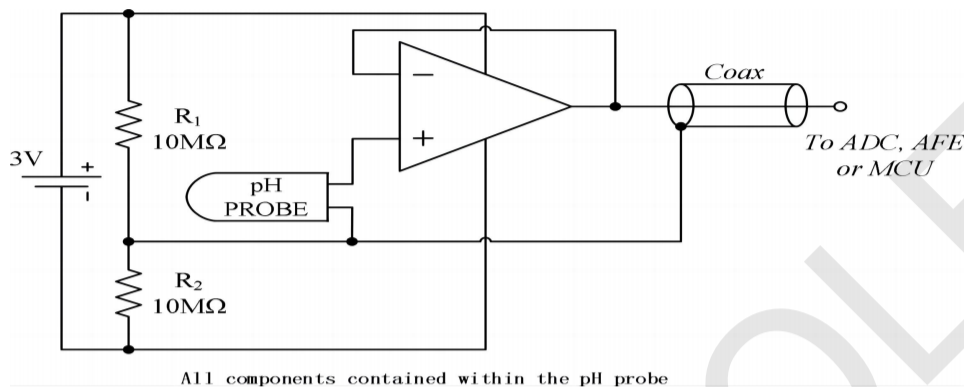 Coax
R1
10MΩ
3V
+
-
−
+
pH
PROBE
To ADC, AFE
or MCU
R2
10MΩ
All components contained within the pH probe